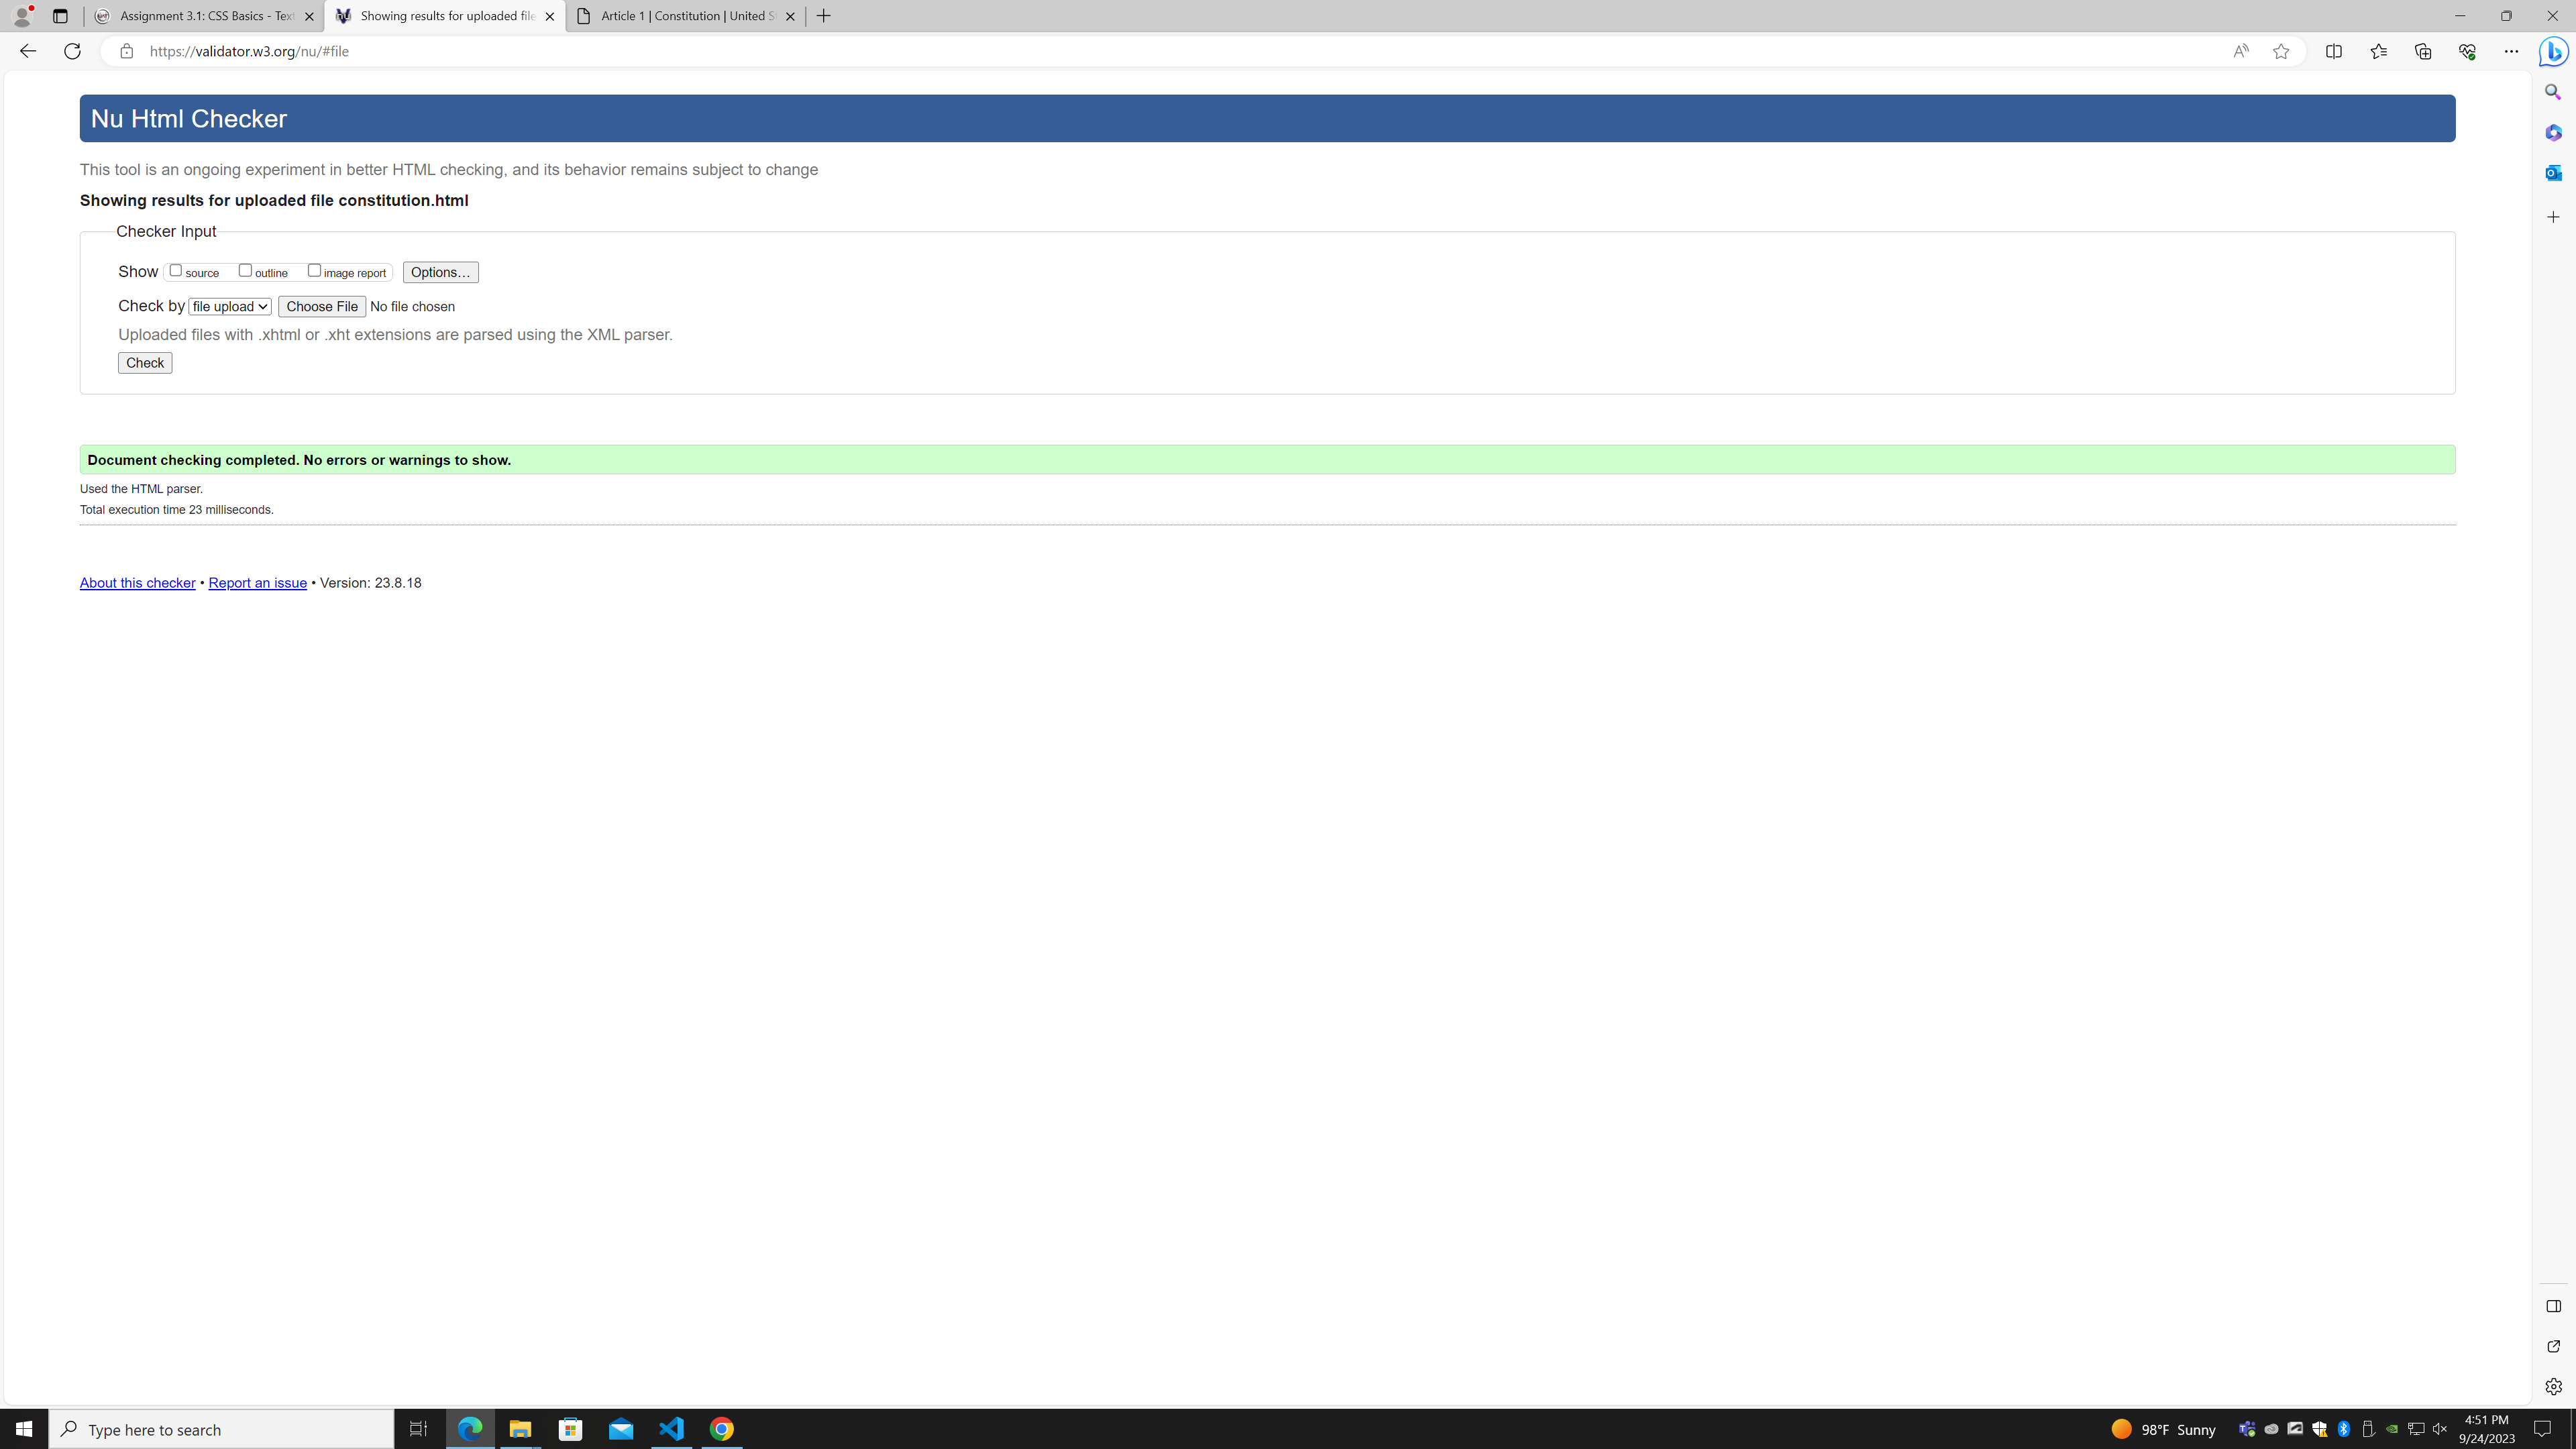 Assignment 3.1: CSS Basics - Text
Showing results for uploaded file
Article 1 | Constitution | United S
https://validator.w3.org/nu/#file
Nu Html Checker
This tool is an ongoing experiment in better HTML checking, and its behavior remains subject to change
Showing results for uploaded file constitution.html
Checker Input
Show source outline image report Options...
Check by file upload Choose File No file chosen
Uploaded files with .xhtml or .xht extensions are parsed using the XML parser.
Check
Document checking completed. No errors or warnings to show.
Used the HTML parser.
Total execution time 23 milliseconds.
About this checker • Report an issue • Version: 23.8.18
Type here to search
98°F Sunny
4:51 PM
9/24/2023